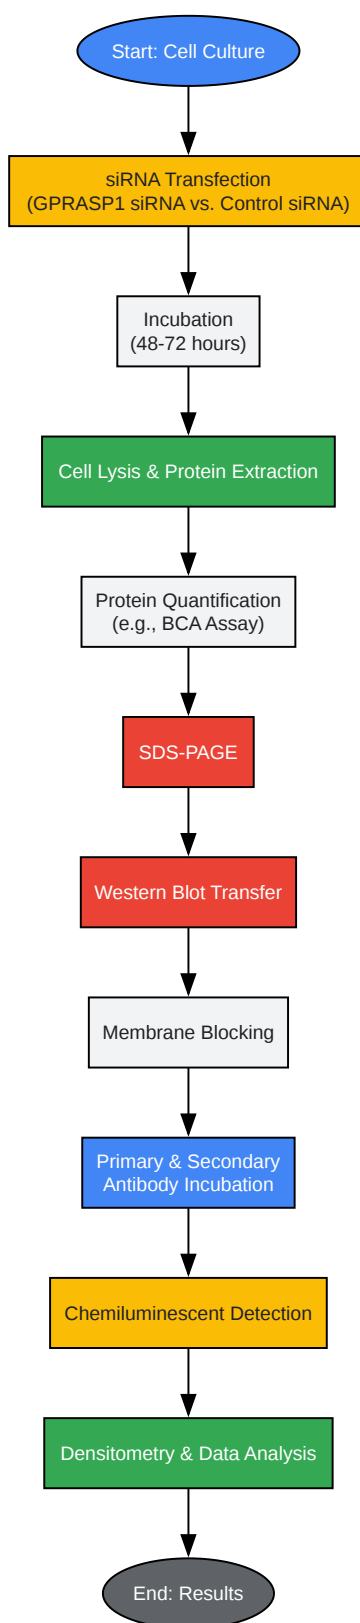 Start: Cell Culture
siRNA Transfection
(GPRASP1 siRNA vs. Control siRNA)
Incubation
(48-72 hours)
Cell Lysis & Protein Extraction
Protein Quantification
(e.g., BCA Assay)
SDS-PAGE
Western Blot Transfer
Membrane Blocking
Primary & Secondary
Antibody Incubation
Chemiluminescent Detection
Densitometry & Data Analysis
End: Results